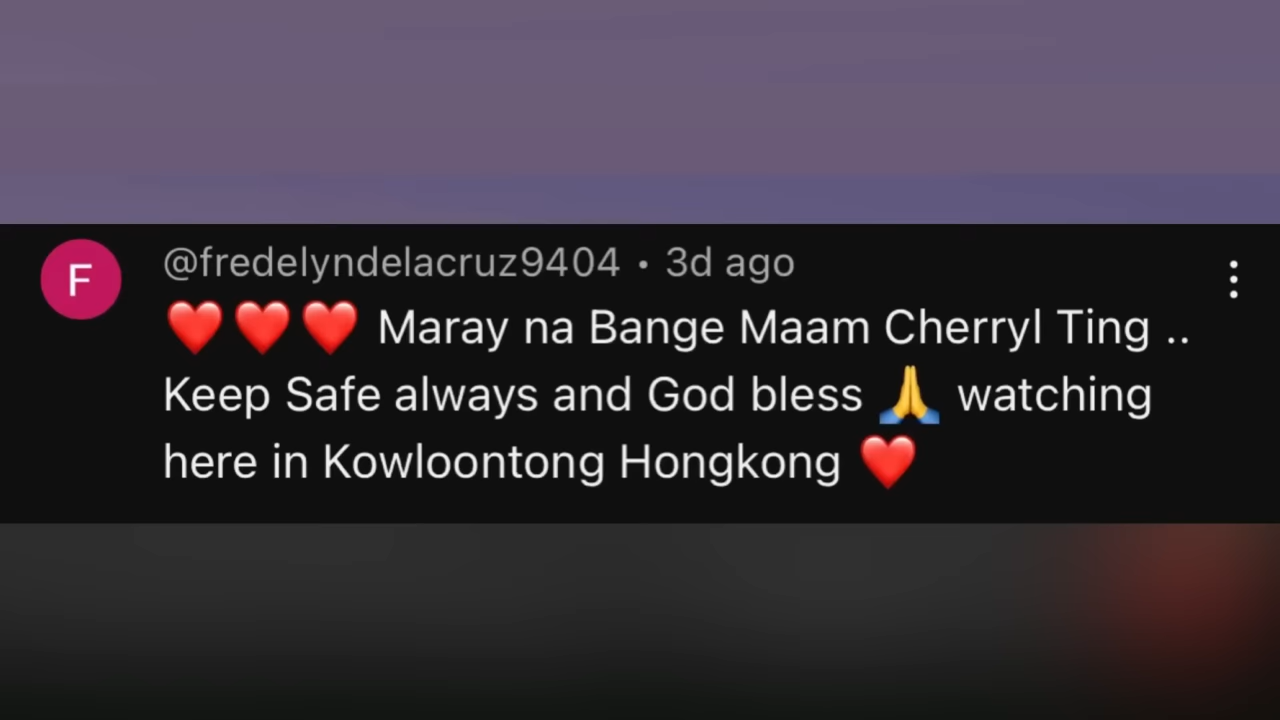 F
@fredelyndelacruz9404 • 3d ago
❤️❤️❤️ Maray na Bange Maam Cherryl Ting ..
Keep Safe always and God bless 🙏 watching
here in Kowloontong Hongkong ❤️